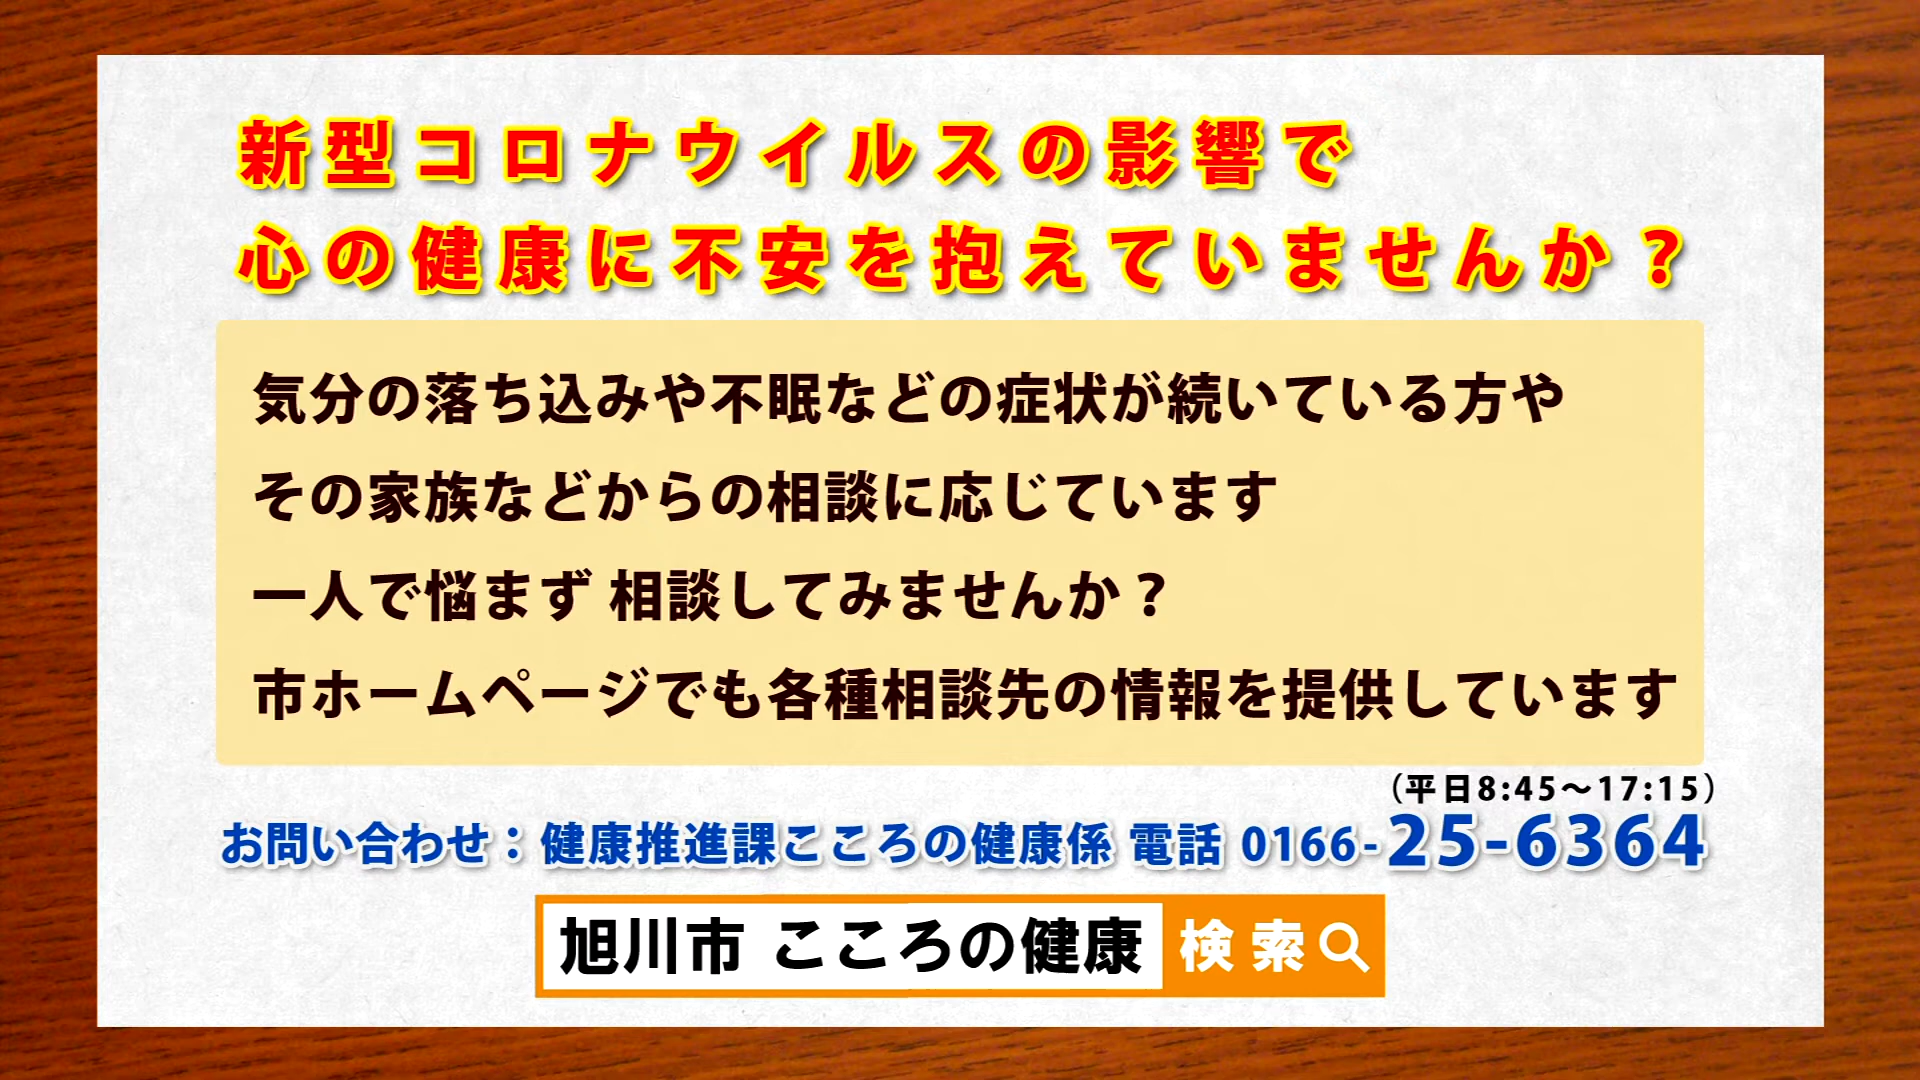 新型コロナウイルスの影響で
心の健康に不安を抱えていませんか?
気分の落ち込みや不眠などの症状が続いている方や
その家族などからの相談に応じています
一人で悩まず 相談してみませんか?
市ホームページでも各種相談先の情報を提供しています
(平日8:45〜17:15)
お問い合わせ:健康推進課こころの健康係 電話 0166-25-6364
旭川市 こころの健康 検索